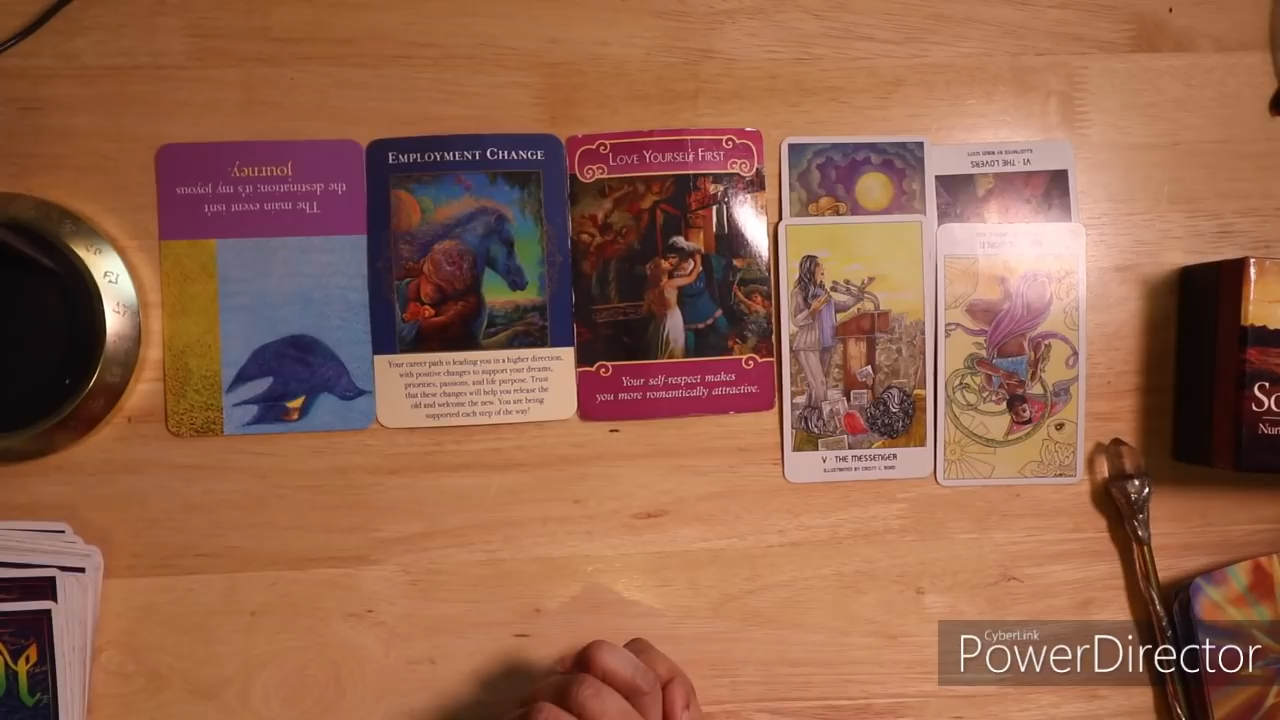 The main event isn't
the destination; it's my joyous
journey.
EMPLOYMENT CHANGE
Your career path is leading you in a higher direction,
with positive changes to support your dreams,
priorities, passions, and life purpose. Trust
that these changes will help you release the
old and welcome the new. You are being
supported each step of the way!
LOVE YOURSELF FIRST
Your self-respect makes
you more romantically attractive.
VI · THE LOVERS
V · THE MESSENGER
CyberLink
PowerDirector